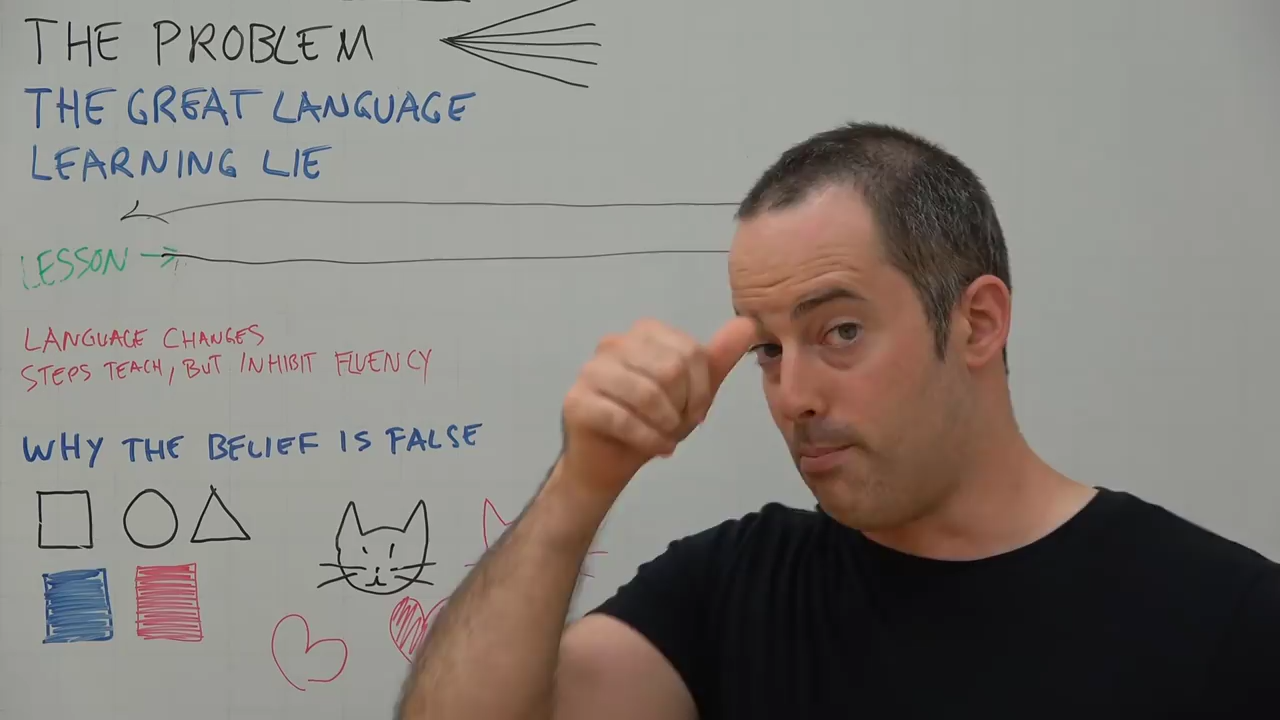 THE PROBLEM
THE GREAT LANGUAGE
LEARNING LIE
LESSON
LANGUAGE CHANGES
STEPS TEACH, BUT INHIBIT FLUENCY
WHY THE BELIEF IS FALSE